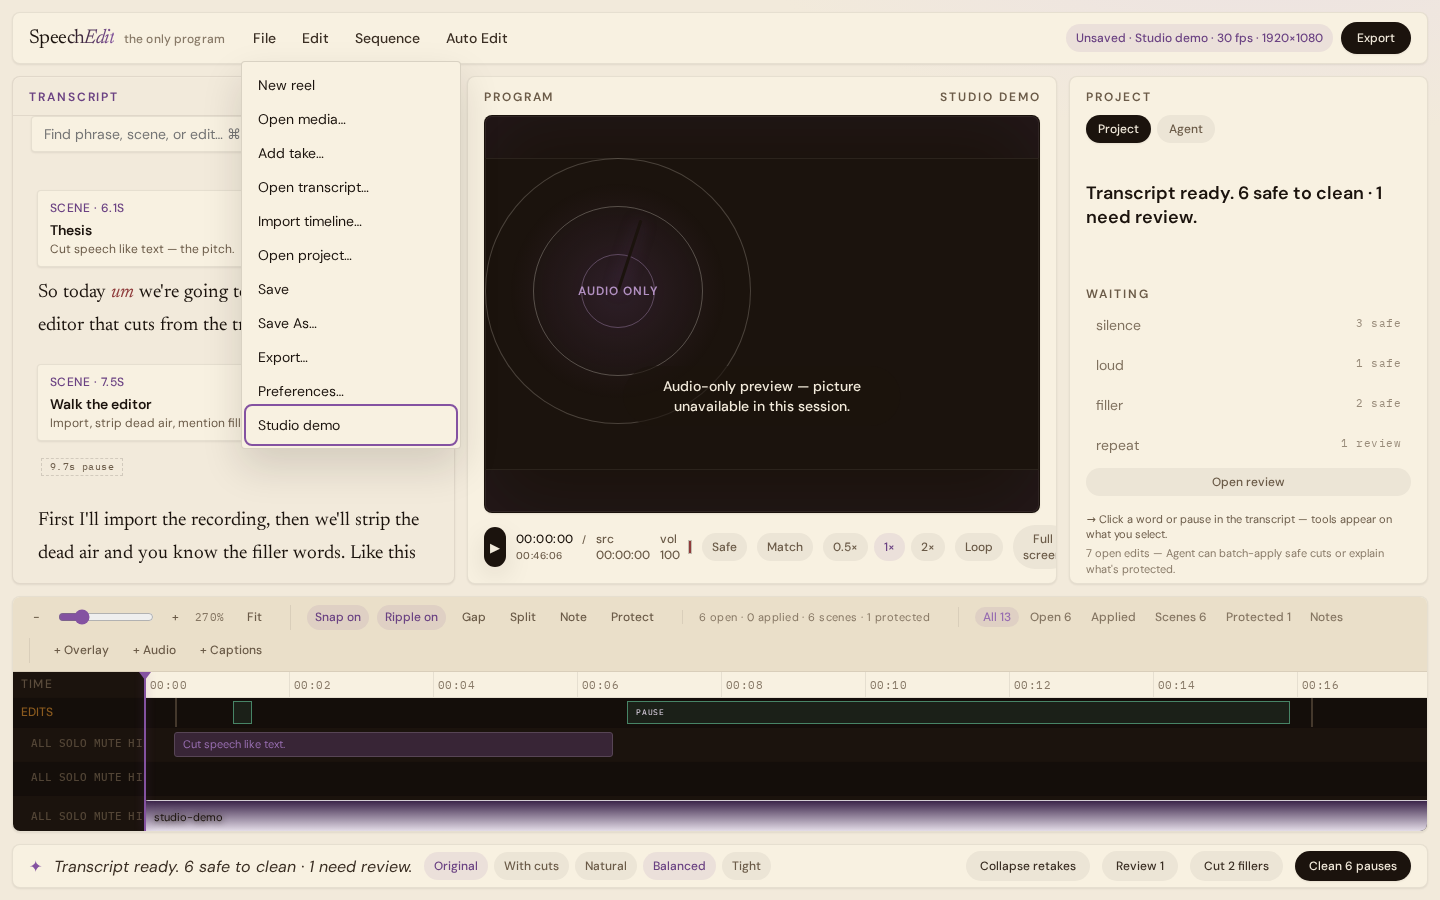 SpeechEdit the only program
File Edit Sequence Auto Edit
Unsaved · Studio demo · 30 fps · 1920×1080
Export
TRANSCRIPT
Find phrase, scene, or edit… ⌘
SCENE · 6.1S
Thesis
Cut speech like text — the pitch.
So today um we're going to
editor that cuts from the tr
SCENE · 7.5S
Walk the editor
Import, strip dead air, mention fill
9.7s pause
First I'll import the recording, then we'll strip the
dead air and you know the filler words. Like this
New reel
Open media…
Add take…
Open transcript…
Import timeline…
Open project…
Save
Save As…
Export…
Preferences…
Studio demo
PROGRAM
STUDIO DEMO
AUDIO ONLY
Audio-only preview — picture
unavailable in this session.
▶ 00:00:00 / 00:46:06
src 00:00:00
vol 100
Safe Match 0.5× 1× 2× Loop
Full
screen
PROJECT
Project Agent
Transcript ready. 6 safe to clean · 1
need review.
WAITING
silence 3 safe
loud 1 safe
filler 2 safe
repeat 1 review
Open review
→ Click a word or pause in the transcript — tools appear on
what you select.
7 open edits — Agent can batch-apply safe cuts or explain
what's protected.
− + 270% Fit Snap on Ripple on Gap Split Note Protect 6 open · 0 applied · 6 scenes · 1 protected All 13 Open 6 Applied Scenes 6 Protected 1 Notes
+ Overlay + Audio + Captions
TIME 00:00 00:02 00:04 00:06 00:08 00:10 00:12 00:14 00:16
EDITS PAUSE
ALL SOLO MUTE HI Cut speech like text.
ALL SOLO MUTE HI
ALL SOLO MUTE HI studio-demo
✦ Transcript ready. 6 safe to clean · 1 need review. Original With cuts Natural Balanced Tight Collapse retakes Review 1 Cut 2 fillers Clean 6 pauses